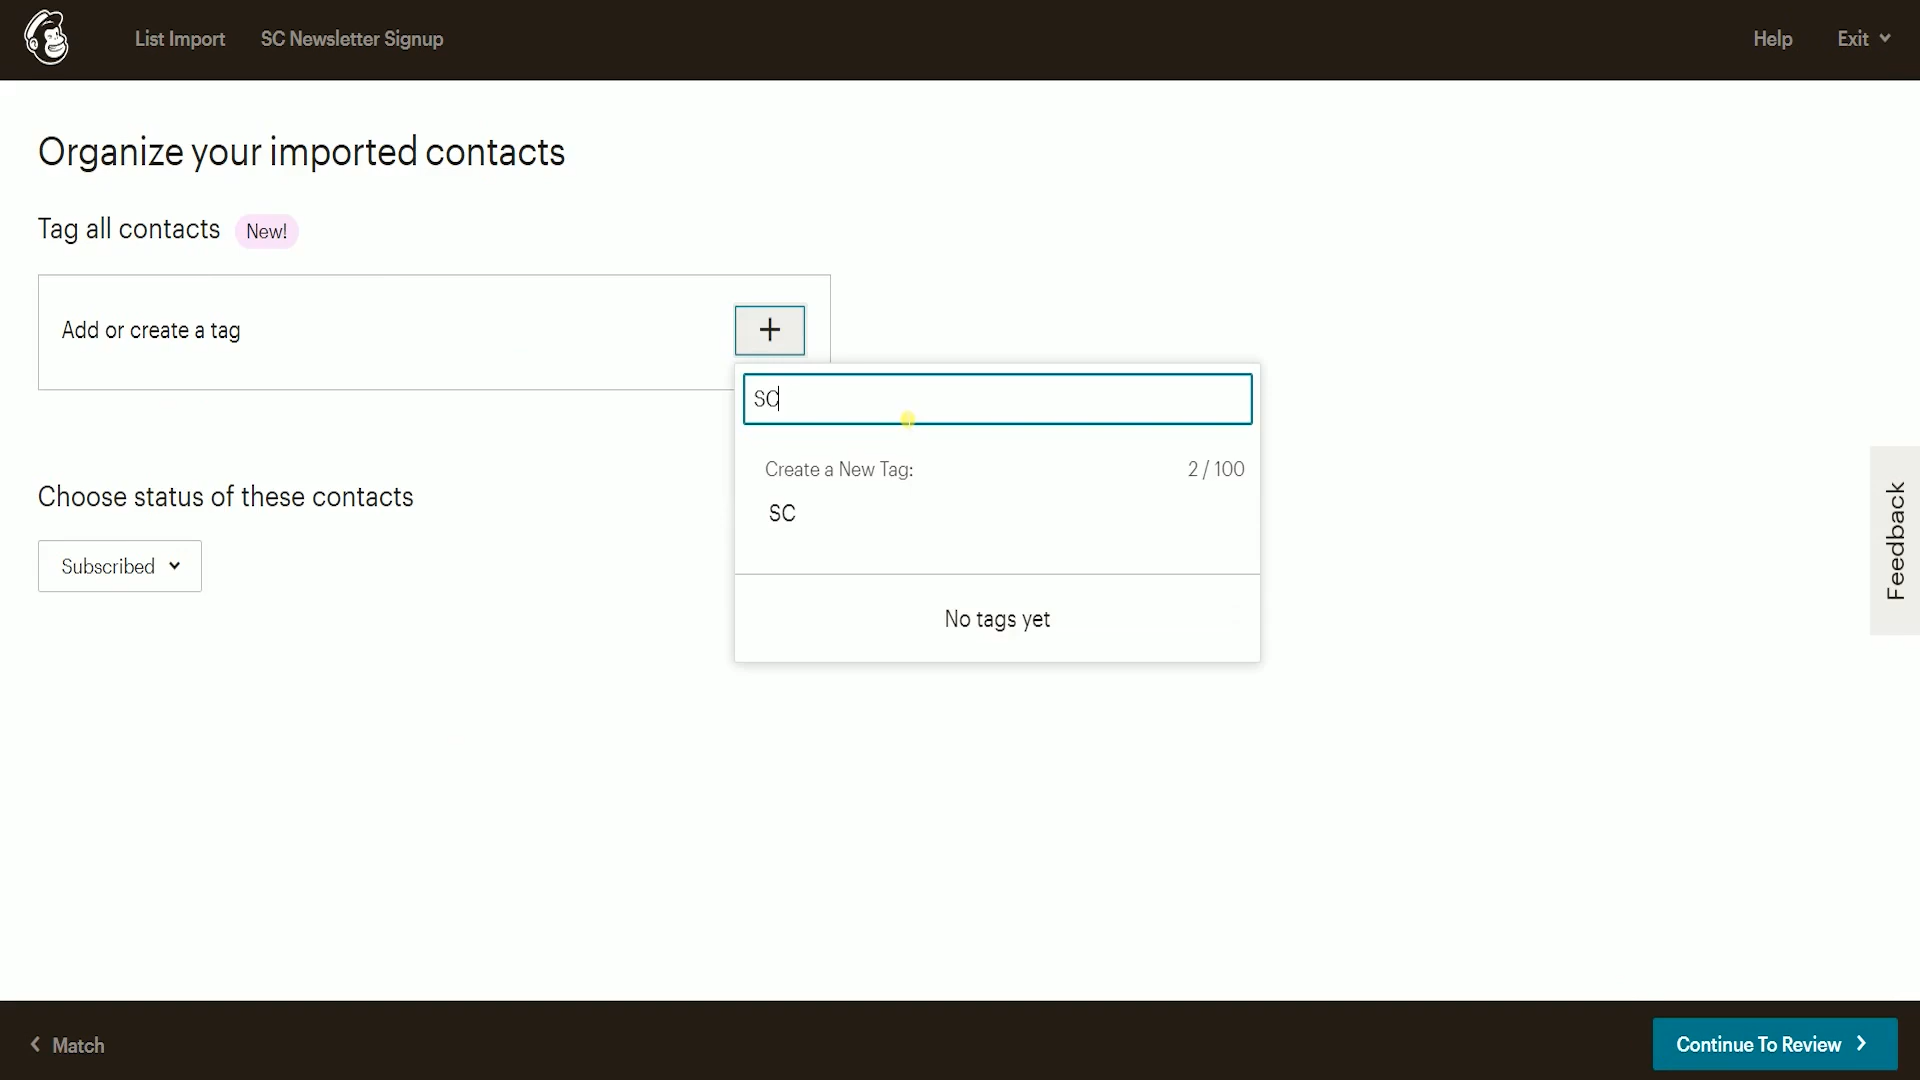 List Import
SC Newsletter Signup
Help
Exit
Organize your imported contacts
Tag all contacts
New!
Add or create a tag
+
SC
Create a New Tag:
2 / 100
SC
No tags yet
Choose status of these contacts
Subscribed
Feedback
Match
Continue To Review